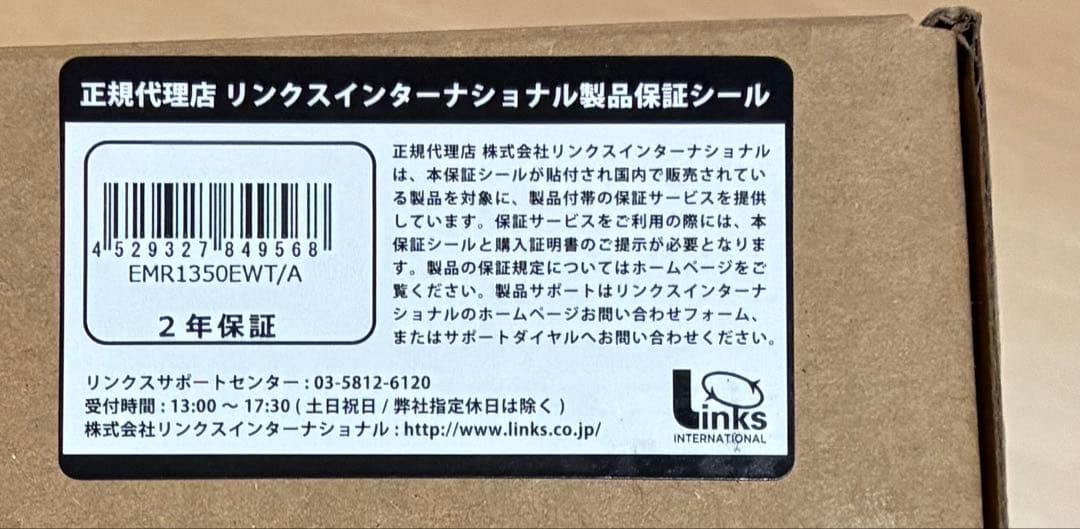 正規代理店 リンクスインターナショナル製品保証シール
4 529327 849568
EMR1350EWT/A
2年保証
正規代理店 株式会社リンクスインターナショナル
は、本保証シールが貼付され国内で販売されてい
る製品を対象に、製品付帯の保証サービスを提供
しています。保証サービスをご利用の際には、本
保証シールと購入証明書のご提示が必要となりま
す。製品の保証規定についてはホームページをご
覧ください。製品サポートはリンクスインターナ
ショナルのホームページお問い合わせフォーム、
またはサポートダイヤルへお問い合わせください。
リンクスサポートセンター : 03-5812-6120
受付時間 : 13:00 ～ 17:30 ( 土日祝日 / 弊社指定休日は除く )
株式会社リンクスインターナショナル : http://www.links.co.jp/
Links
INTERNATIONAL